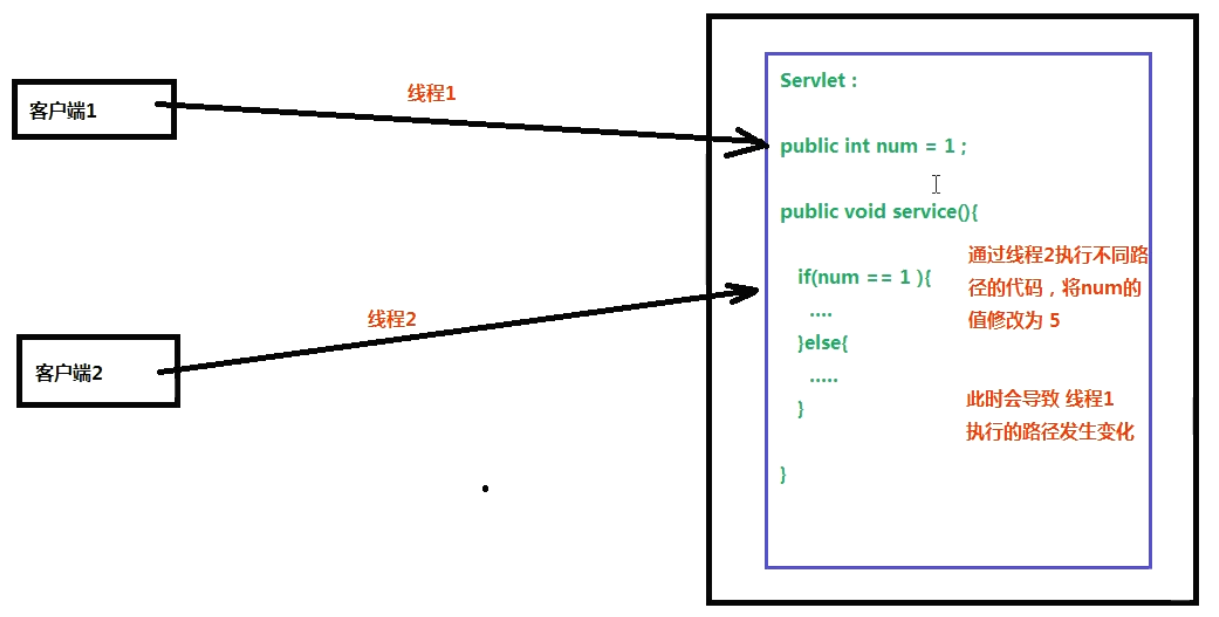 客户端1
线程1
客户端2
线程2
Servlet :
public int num = 1 ;
public void service(){
if(num == 1 ){
....
}else{
.....
}
}
通过线程2执行不同路
径的代码，将num的
值修改为 5
此时会导致 线程1
执行的路径发生变化